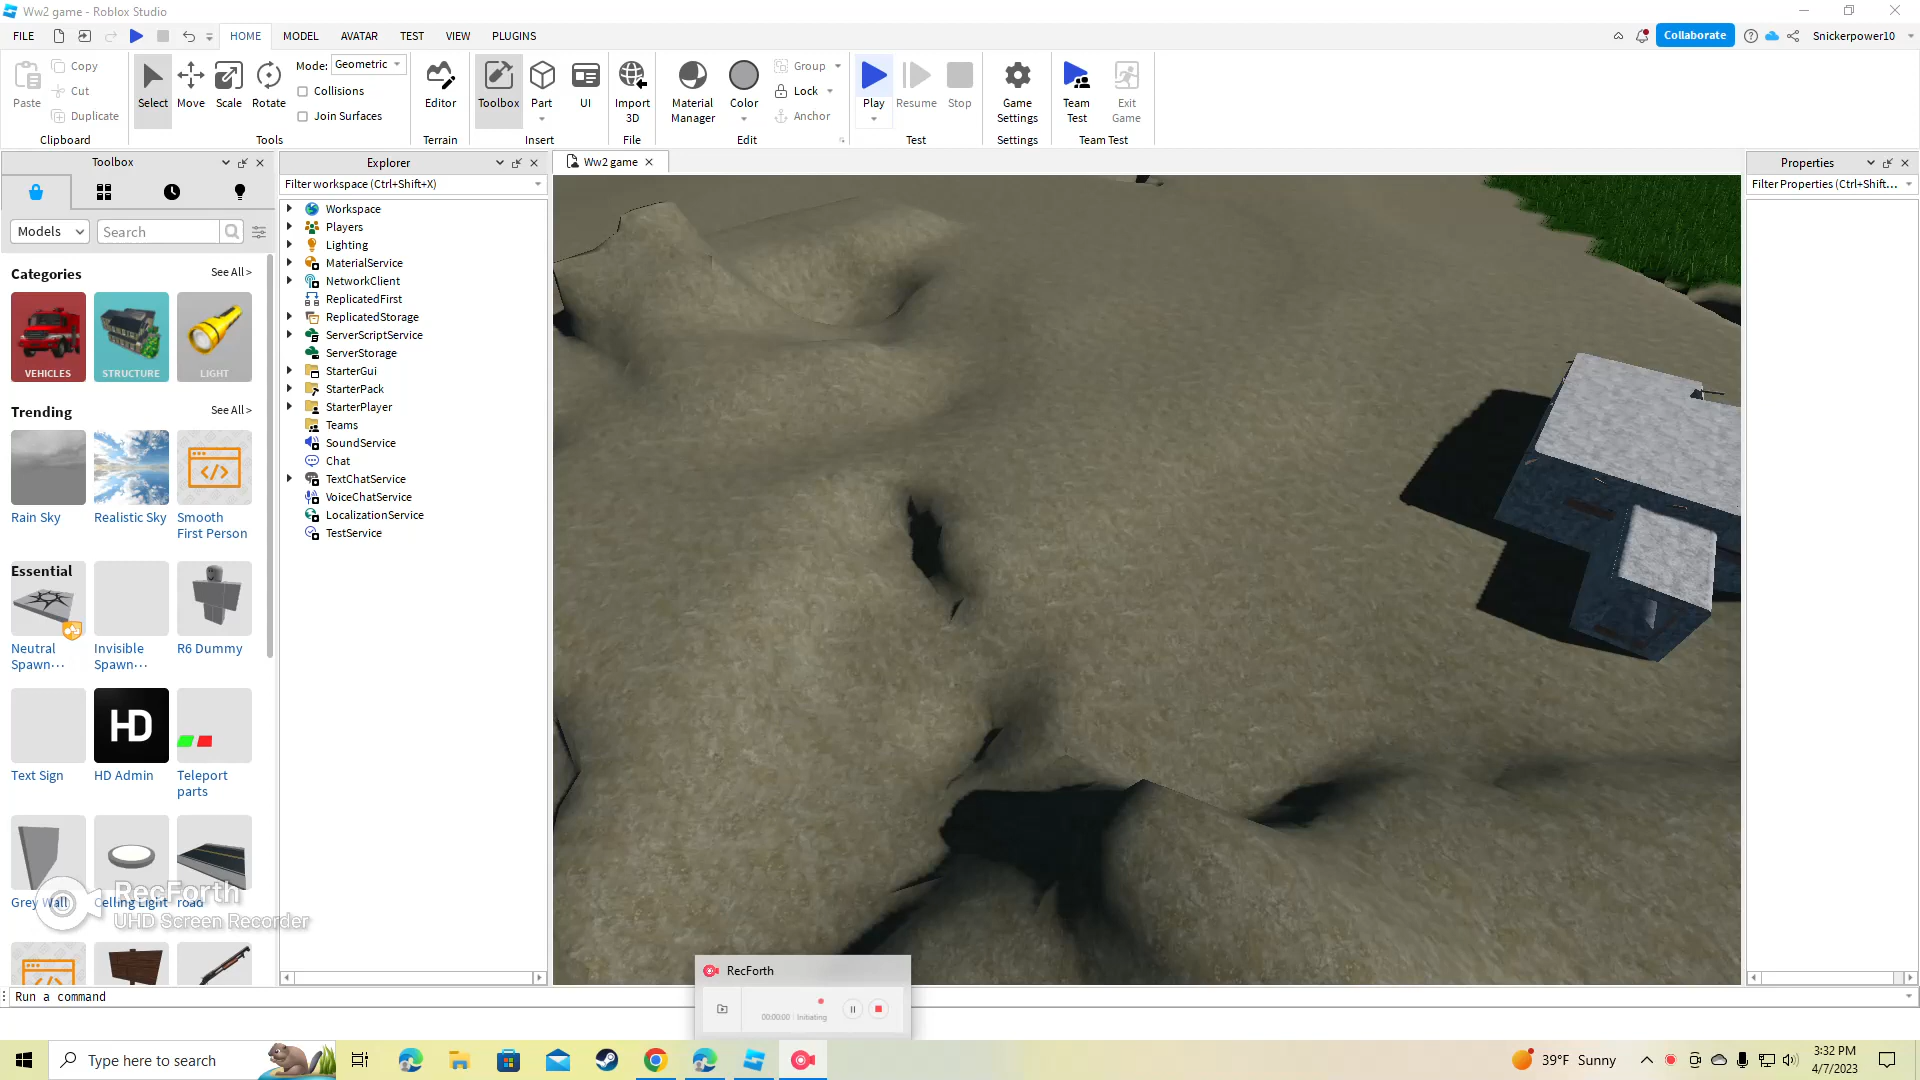 Ww2 game - Roblox Studio
FILE
HOME
MODEL
AVATAR
TEST
VIEW
PLUGINS
Collaborate
Snickerpower10
Paste
Copy
Cut
Duplicate
Clipboard
Select
Move
Scale
Rotate
Mode:
Geometric
Collisions
Join Surfaces
Tools
Editor
Terrain
Toolbox
Part
UI
Insert
Import
3D
File
Material
Manager
Color
Group
Lock
Anchor
Edit
Play
Resume
Stop
Test
Game
Settings
Settings
Team
Test
Exit
Game
Team Test
Toolbox
Models
Search
Categories
See All >
VEHICLES
STRUCTURE
LIGHT
Trending
See All >
Rain Sky
Realistic Sky
Smooth
First Person
Essential
Neutral
Spawn...
Invisible
Spawn...
R6 Dummy
HD
Text Sign
HD Admin
Teleport
parts
Grey Wall
Celling Light
road
RecForth
UHD Screen Recorder
Explorer
Filter workspace (Ctrl+Shift+X)
Workspace
Players
Lighting
MaterialService
NetworkClient
ReplicatedFirst
ReplicatedStorage
ServerScriptService
ServerStorage
StarterGui
StarterPack
StarterPlayer
Teams
SoundService
Chat
TextChatService
VoiceChatService
LocalizationService
TestService
Ww2 game
Properties
Filter Properties (Ctrl+Shift...
Run a command
RecForth
00:00:00 | Initiating
Type here to search
39°F Sunny
3:32 PM
4/7/2023